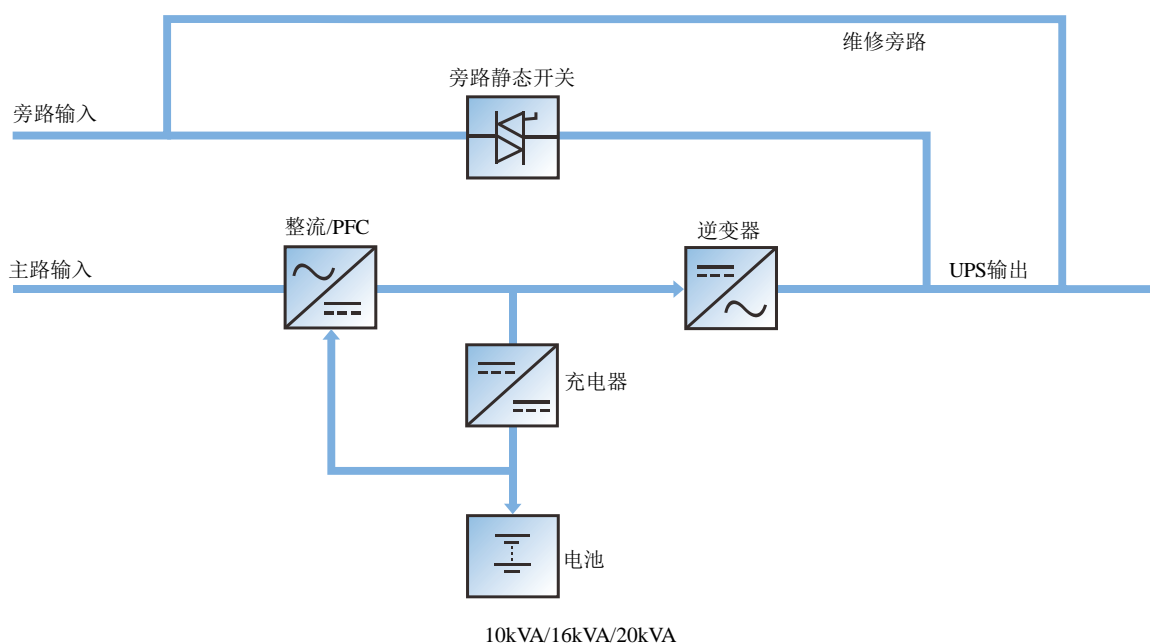 维修旁路
旁路静态开关
旁路输入
整流/PFC
逆变器
主路输入
UPS输出
充电器
电池
10kVA/16kVA/20kVA